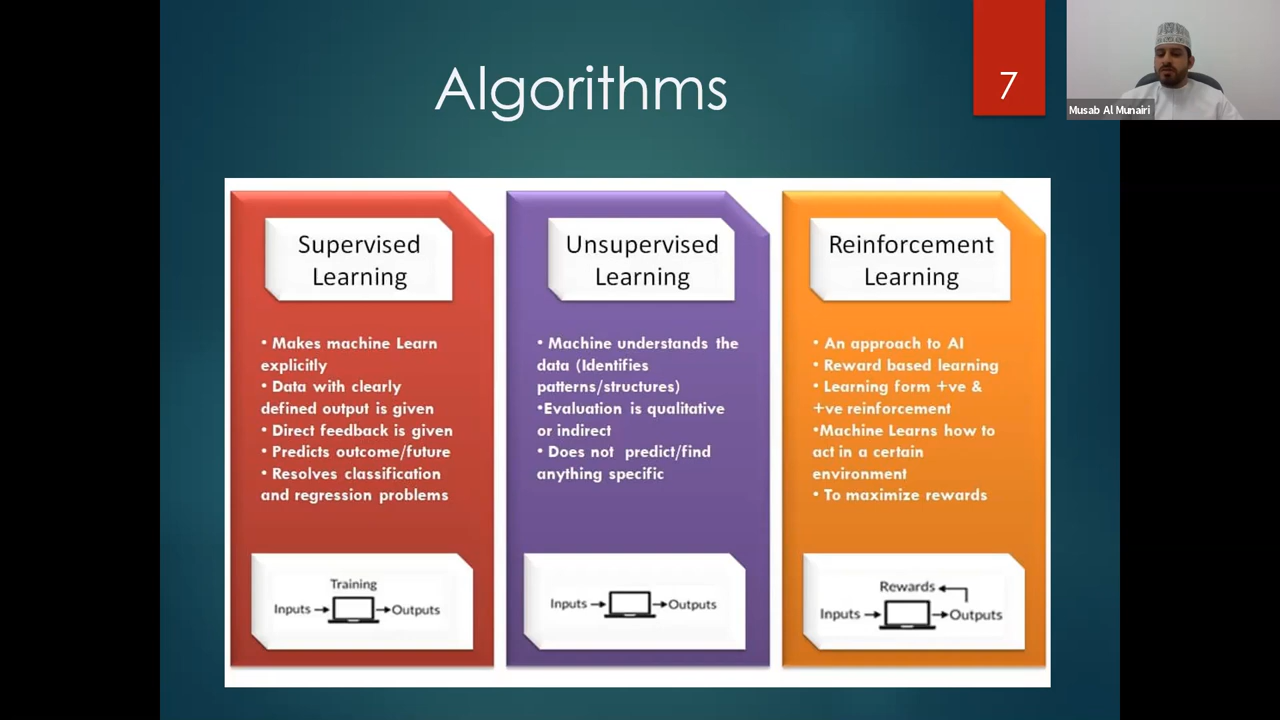 Algorithms
7
Musab Al Munairi
Supervised
Learning
• Makes machine Learn
explicitly
• Data with clearly
defined output is given
• Direct feedback is given
• Predicts outcome/future
• Resolves classification
and regression problems
Training
Inputs
Outputs
Unsupervised
Learning
• Machine understands the
data (Identifies
patterns/structures)
•Evaluation is qualitative
or indirect
• Does not predict/find
anything specific
Inputs
Outputs
Reinforcement
Learning
• An approach to AI
• Reward based learning
• Learning form +ve &
+ve reinforcement
•Machine Learns how to
act in a certain
environment
• To maximize rewards
Rewards
Inputs
Outputs